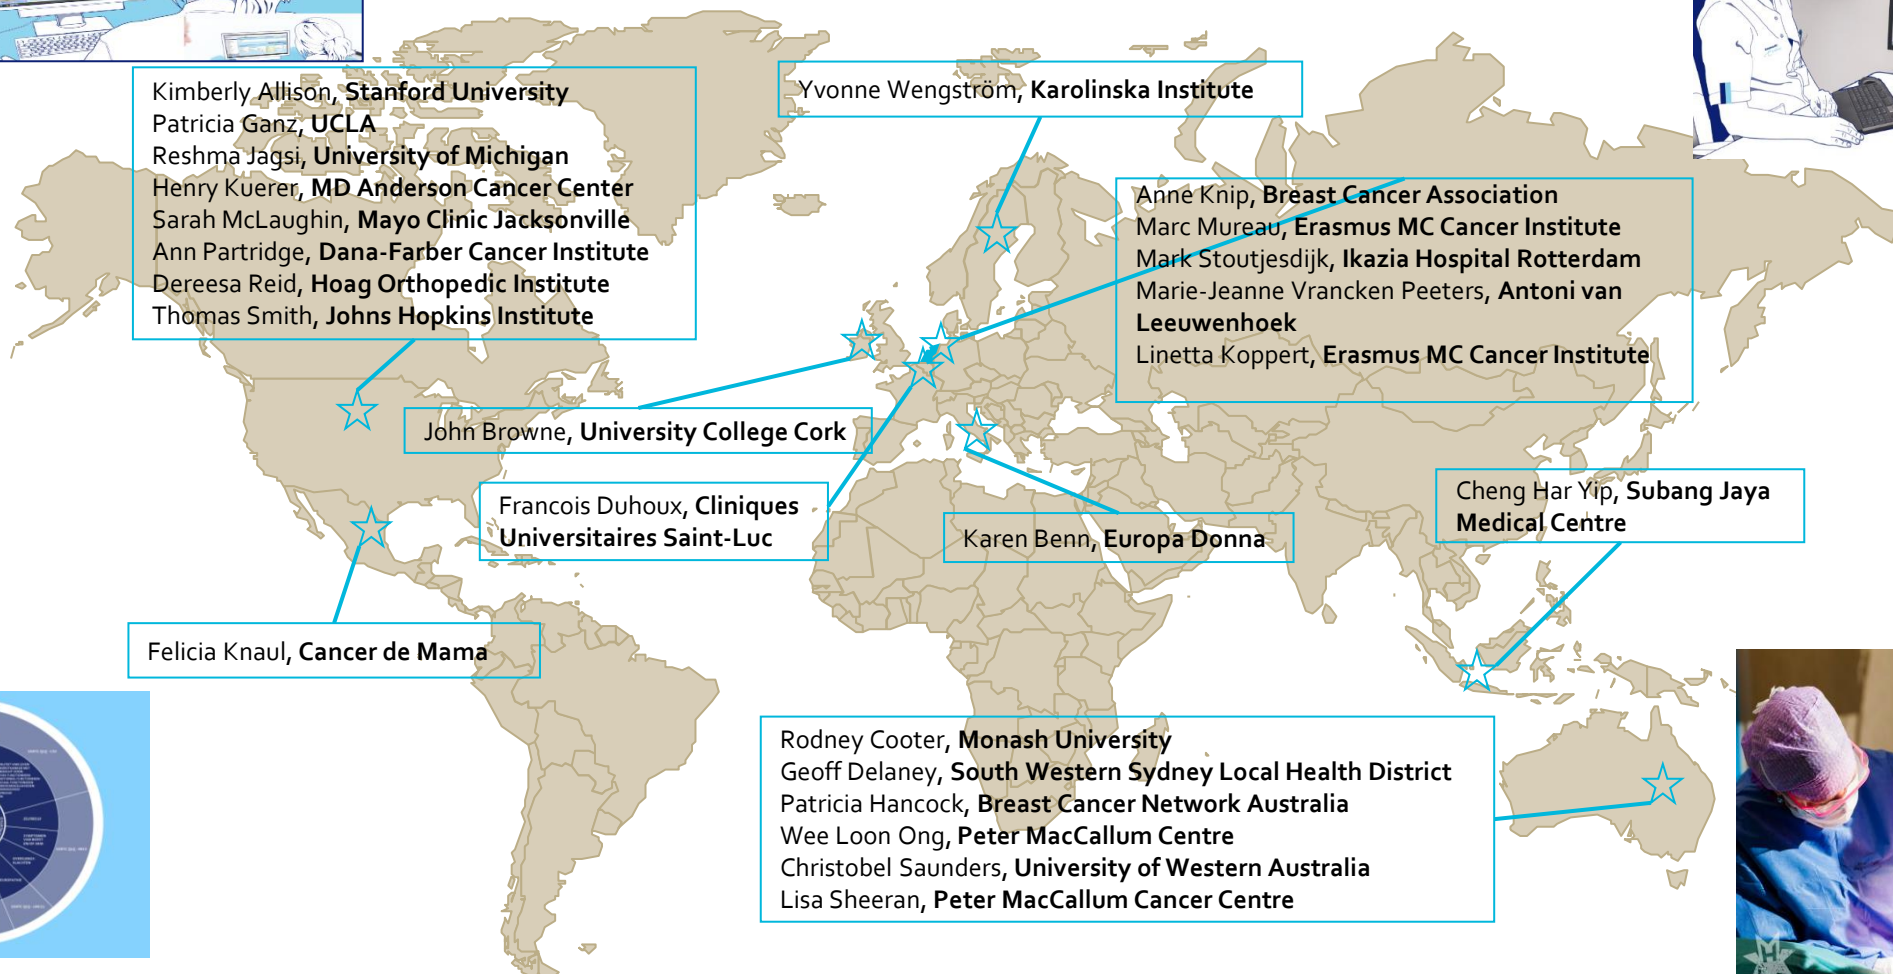 Kimberly Allison, Stanford University
Patricia Ganz, UCLA
Reshma Jagsi, University of Michigan
Henry Kuerer, MD Anderson Cancer Center
Sarah McLaughin, Mayo Clinic Jacksonville
Ann Partridge, Dana-Farber Cancer Institute
Dereesa Reid, Hoag Orthopedic Institute
Thomas Smith, Johns Hopkins Institute
Yvonne Wengström, Karolinska Institute
Anne Knip, Breast Cancer Association
Marc Mureau, Erasmus MC Cancer Institute
Mark Stoutjesdijk, Ikazia Hospital Rotterdam
Marie-Jeanne Vrancken Peeters, Antoni van
Leeuwenhoek
Linetta Koppert, Erasmus MC Cancer Institute
John Browne, University College Cork
Francois Duhoux, Cliniques
Universitaires Saint-Luc
Karen Benn, Europa Donna
Cheng Har Yip, Subang Jaya
Medical Centre
Felicia Knaul, Cancer de Mama
Rodney Cooter, Monash University
Geoff Delaney, South Western Sydney Local Health District
Patricia Hancock, Breast Cancer Network Australia
Wee Loon Ong, Peter MacCallum Centre
Christobel Saunders, University of Western Australia
Lisa Sheeran, Peter MacCallum Cancer Centre